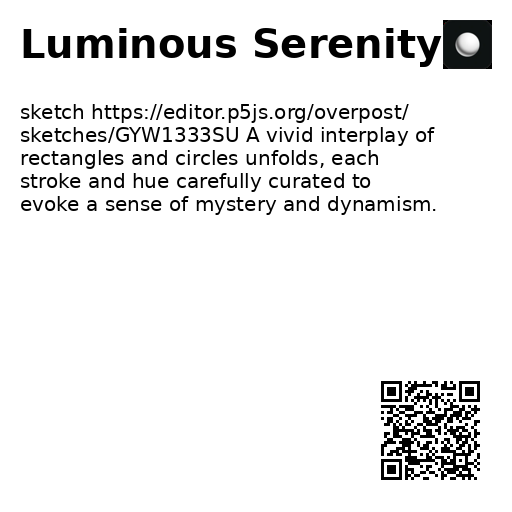 Luminous Serenity
sketch https://editor.p5js.org/overpost/
sketches/GYW1333SU A vivid interplay of
rectangles and circles unfolds, each
stroke and hue carefully curated to
evoke a sense of mystery and dynamism.